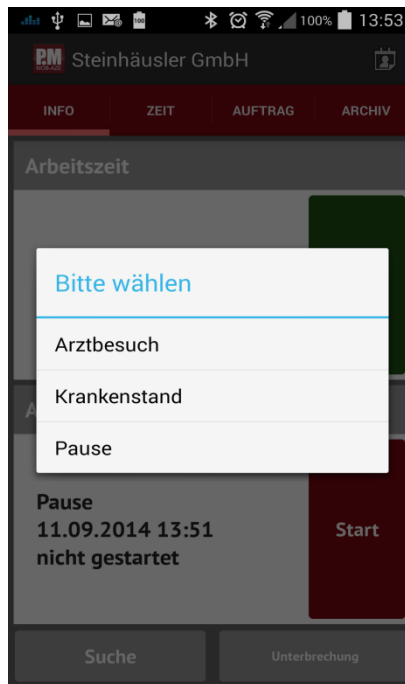 100
100%
13:53
P.M
Steinhäusler GmbH
INFO
ZEIT
AUFTRAG
ARCHIV
Arbeitszeit
Bitte wählen
Arztbesuch
Krankenstand
A
Pause
Pause
11.09.2014 13:51
nicht gestartet
Start
Suche
Unterbrechung